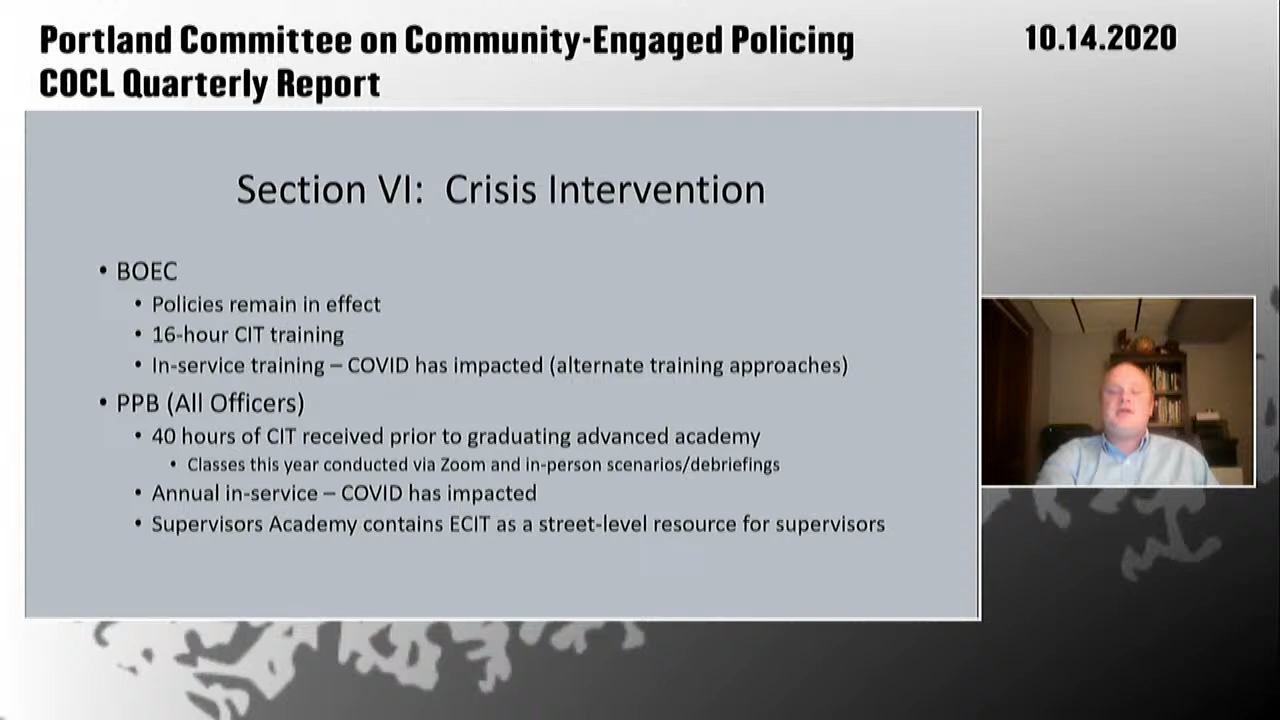 Portland Committee on Community-Engaged Policing
COCL Quarterly Report
10.14.2020
Section VI: Crisis Intervention
• BOEC
• Policies remain in effect
• 16-hour CIT training
• In-service training – COVID has impacted (alternate training approaches)
• PPB (All Officers)
• 40 hours of CIT received prior to graduating advanced academy
• Classes this year conducted via Zoom and in-person scenarios/debriefings
• Annual in-service – COVID has impacted
• Supervisors Academy contains ECIT as a street-level resource for supervisors